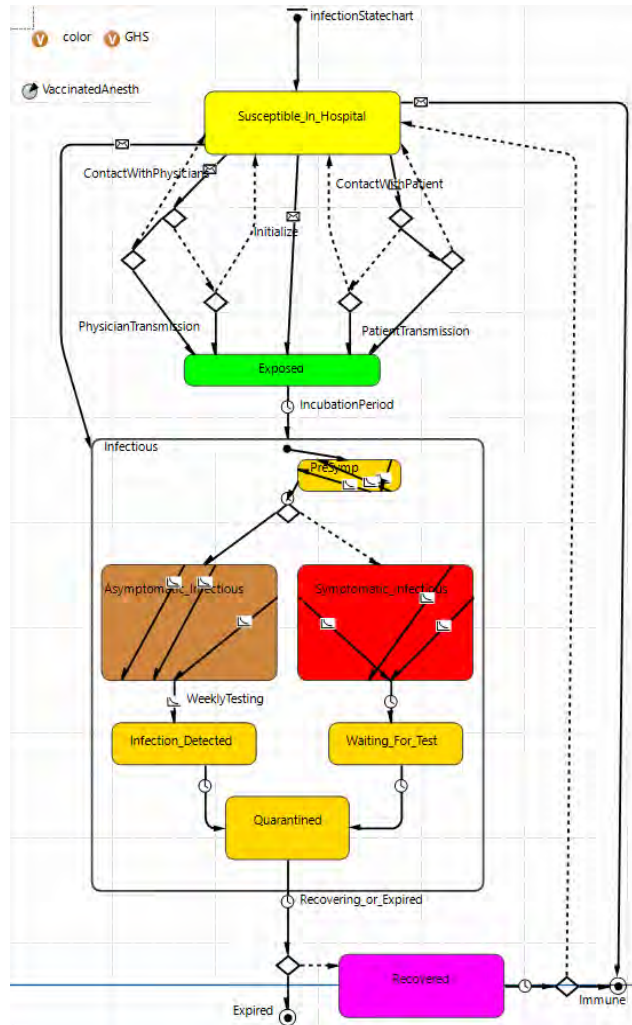 infectionStatechart
color
GHS
VaccinatedAnesth
Susceptible_In_Hospital
ContactWithPhysicians
ContactWithPatient
Initialize
PhysicianTransmission
PatientTransmission
Exposed
IncubationPeriod
Infectious
PreSymp
Asymptomatic_Infectious
Symptomatic_Infectious
WeeklyTesting
Infection_Detected
Waiting_For_Test
Quarantined
Recovering_or_Expired
Recovered
Immune
Expired